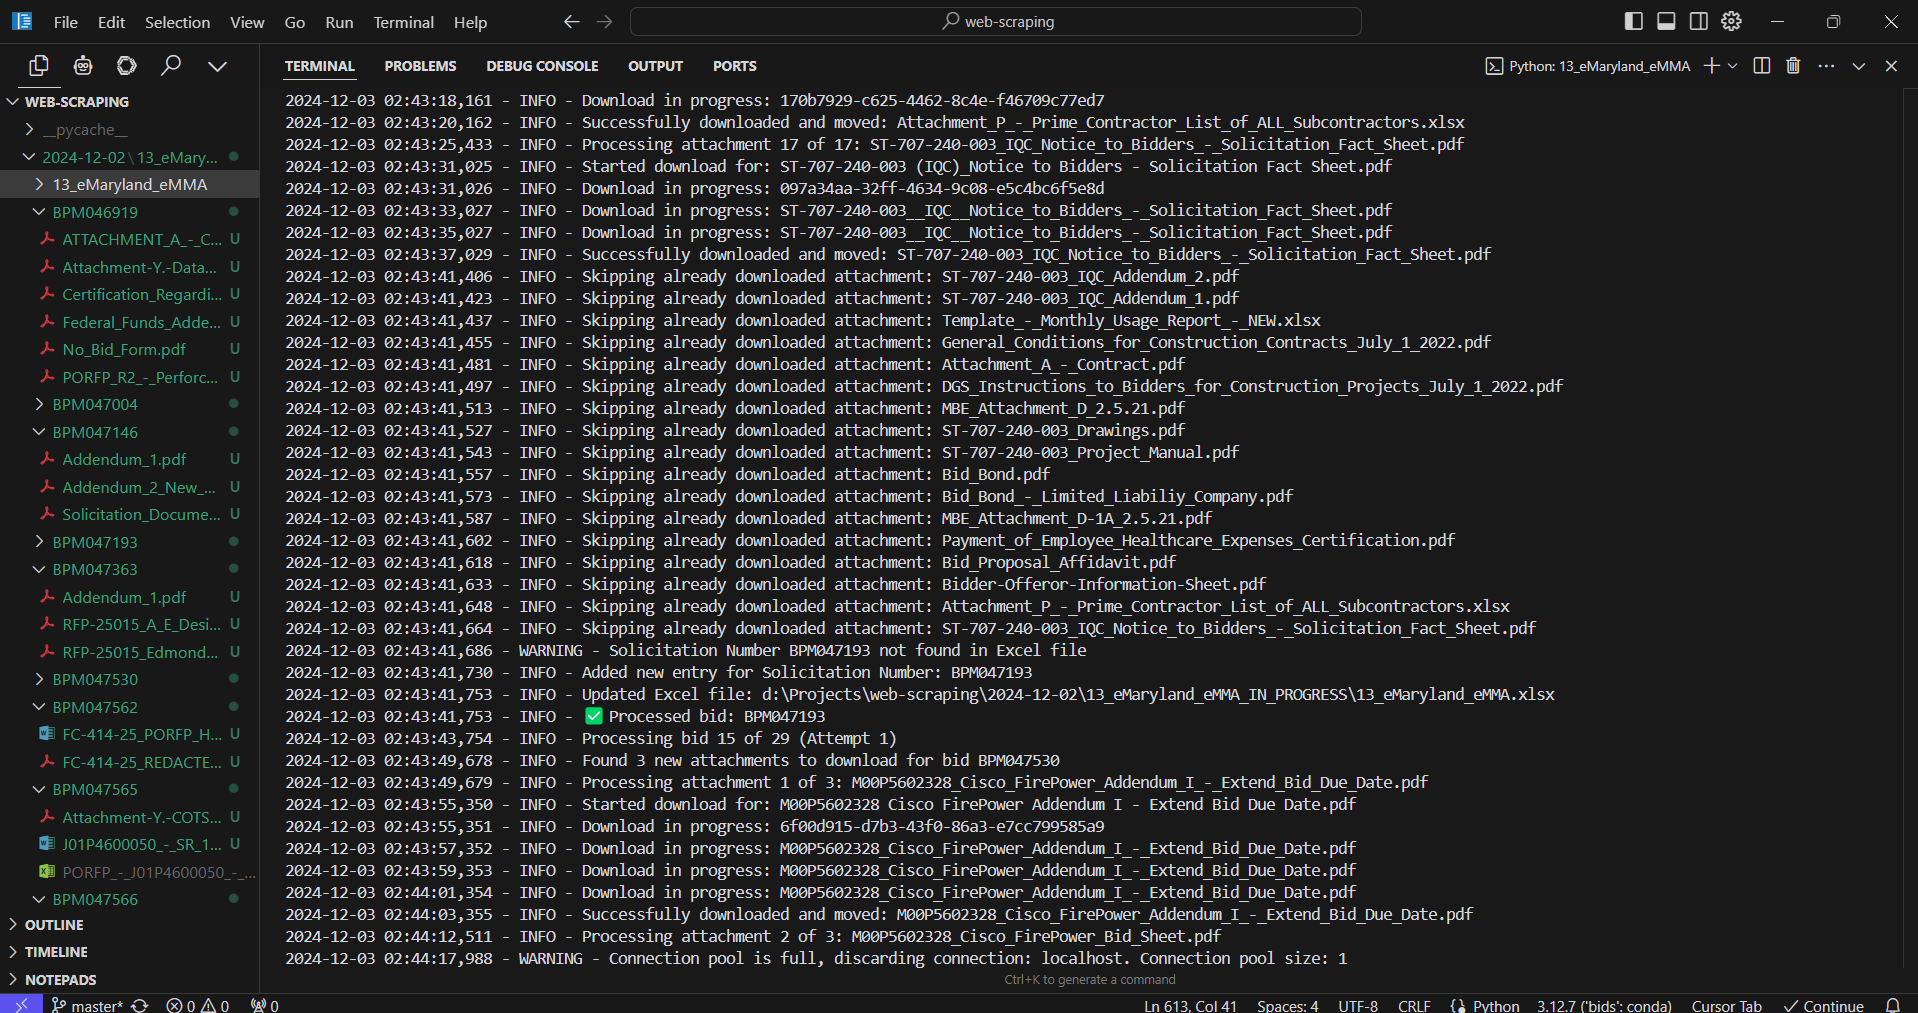 File Edit Selection View Go Run Terminal Help
web-scraping
TERMINAL PROBLEMS DEBUG CONSOLE OUTPUT PORTS
Python: 13_eMaryland_eMMA
WEB-SCRAPING
__pycache__
2024-12-02\13_eMary...
13_eMaryland_eMMA
BPM046919
ATTACHMENT_A_-_C... U
Attachment-Y.-Data... U
Certification_Regardi... U
Federal_Funds_Adde... U
No_Bid_Form.pdf U
PORFP_R2_-_Perforc... U
BPM047004
BPM047146
Addendum_1.pdf U
Addendum_2_New_... U
Solicitation_Docume... U
BPM047193
BPM047363
Addendum_1.pdf U
RFP-25015_A_E_Desi... U
RFP-25015_Edmond... U
BPM047530
BPM047562
FC-414-25_PORFP_H... U
FC-414-25_REDACTE... U
BPM047565
Attachment-Y.-COTS... U
J01P4600050_-_SR_1... U
PORFP_-_J01P4600050_-_...
BPM047566
OUTLINE
TIMELINE
NOTEPADS
2024-12-03 02:43:18,161 - INFO - Download in progress: 170b7929-c625-4462-8c4e-f46709c77ed7
2024-12-03 02:43:20,162 - INFO - Successfully downloaded and moved: Attachment_P_-_Prime_Contractor_List_of_ALL_Subcontractors.xlsx
2024-12-03 02:43:25,433 - INFO - Processing attachment 17 of 17: ST-707-240-003_IQC_Notice_to_Bidders_-_Solicitation_Fact_Sheet.pdf
2024-12-03 02:43:31,025 - INFO - Started download for: ST-707-240-003 (IQC)_Notice to Bidders - Solicitation Fact Sheet.pdf
2024-12-03 02:43:31,026 - INFO - Download in progress: 097a34aa-32ff-4634-9c08-e5c4bc6f5e8d
2024-12-03 02:43:33,027 - INFO - Download in progress: ST-707-240-003__IQC__Notice_to_Bidders_-_Solicitation_Fact_Sheet.pdf
2024-12-03 02:43:35,027 - INFO - Download in progress: ST-707-240-003__IQC__Notice_to_Bidders_-_Solicitation_Fact_Sheet.pdf
2024-12-03 02:43:37,029 - INFO - Successfully downloaded and moved: ST-707-240-003_IQC_Notice_to_Bidders_-_Solicitation_Fact_Sheet.pdf
2024-12-03 02:43:41,406 - INFO - Skipping already downloaded attachment: ST-707-240-003_IQC_Addendum_2.pdf
2024-12-03 02:43:41,423 - INFO - Skipping already downloaded attachment: ST-707-240-003_IQC_Addendum_1.pdf
2024-12-03 02:43:41,437 - INFO - Skipping already downloaded attachment: Template_-_Monthly_Usage_Report_-_NEW.xlsx
2024-12-03 02:43:41,455 - INFO - Skipping already downloaded attachment: General_Conditions_for_Construction_Contracts_July_1_2022.pdf
2024-12-03 02:43:41,481 - INFO - Skipping already downloaded attachment: Attachment_A_-_Contract.pdf
2024-12-03 02:43:41,497 - INFO - Skipping already downloaded attachment: DGS_Instructions_to_Bidders_for_Construction_Projects_July_1_2022.pdf
2024-12-03 02:43:41,513 - INFO - Skipping already downloaded attachment: MBE_Attachment_D_2.5.21.pdf
2024-12-03 02:43:41,527 - INFO - Skipping already downloaded attachment: ST-707-240-003_Drawings.pdf
2024-12-03 02:43:41,543 - INFO - Skipping already downloaded attachment: ST-707-240-003_Project_Manual.pdf
2024-12-03 02:43:41,557 - INFO - Skipping already downloaded attachment: Bid_Bond.pdf
2024-12-03 02:43:41,573 - INFO - Skipping already downloaded attachment: Bid_Bond_-_Limited_Liabiliy_Company.pdf
2024-12-03 02:43:41,587 - INFO - Skipping already downloaded attachment: MBE_Attachment_D-1A_2.5.21.pdf
2024-12-03 02:43:41,602 - INFO - Skipping already downloaded attachment: Payment_of_Employee_Healthcare_Expenses_Certification.pdf
2024-12-03 02:43:41,618 - INFO - Skipping already downloaded attachment: Bid_Proposal_Affidavit.pdf
2024-12-03 02:43:41,633 - INFO - Skipping already downloaded attachment: Bidder-Offeror-Information-Sheet.pdf
2024-12-03 02:43:41,648 - INFO - Skipping already downloaded attachment: Attachment_P_-_Prime_Contractor_List_of_ALL_Subcontractors.xlsx
2024-12-03 02:43:41,664 - INFO - Skipping already downloaded attachment: ST-707-240-003_IQC_Notice_to_Bidders_-_Solicitation_Fact_Sheet.pdf
2024-12-03 02:43:41,686 - WARNING - Solicitation Number BPM047193 not found in Excel file
2024-12-03 02:43:41,730 - INFO - Added new entry for Solicitation Number: BPM047193
2024-12-03 02:43:41,753 - INFO - Updated Excel file: d:\Projects\web-scraping\2024-12-02\13_eMaryland_eMMA_IN_PROGRESS\13_eMaryland_eMMA.xlsx
2024-12-03 02:43:41,753 - INFO - ✅ Processed bid: BPM047193
2024-12-03 02:43:43,754 - INFO - Processing bid 15 of 29 (Attempt 1)
2024-12-03 02:43:49,678 - INFO - Found 3 new attachments to download for bid BPM047530
2024-12-03 02:43:49,679 - INFO - Processing attachment 1 of 3: M00P5602328_Cisco_FirePower_Addendum_I_-_Extend_Bid_Due_Date.pdf
2024-12-03 02:43:55,350 - INFO - Started download for: M00P5602328 Cisco FirePower Addendum I - Extend Bid Due Date.pdf
2024-12-03 02:43:55,351 - INFO - Download in progress: 6f00d915-d7b3-43f0-86a3-e7cc799585a9
2024-12-03 02:43:57,352 - INFO - Download in progress: M00P5602328_Cisco_FirePower_Addendum_I_-_Extend_Bid_Due_Date.pdf
2024-12-03 02:43:59,353 - INFO - Download in progress: M00P5602328_Cisco_FirePower_Addendum_I_-_Extend_Bid_Due_Date.pdf
2024-12-03 02:44:01,354 - INFO - Download in progress: M00P5602328_Cisco_FirePower_Addendum_I_-_Extend_Bid_Due_Date.pdf
2024-12-03 02:44:03,355 - INFO - Successfully downloaded and moved: M00P5602328_Cisco_FirePower_Addendum_I_-_Extend_Bid_Due_Date.pdf
2024-12-03 02:44:12,511 - INFO - Processing attachment 2 of 3: M00P5602328_Cisco_FirePower_Bid_Sheet.pdf
2024-12-03 02:44:17,988 - WARNING - Connection pool is full, discarding connection: localhost. Connection pool size: 1
Ctrl+K to generate a command
master* 0 0 0 Ln 613, Col 41 Spaces: 4 UTF-8 CRLF Python 3.12.7 ('bids': conda) Cursor Tab Continue